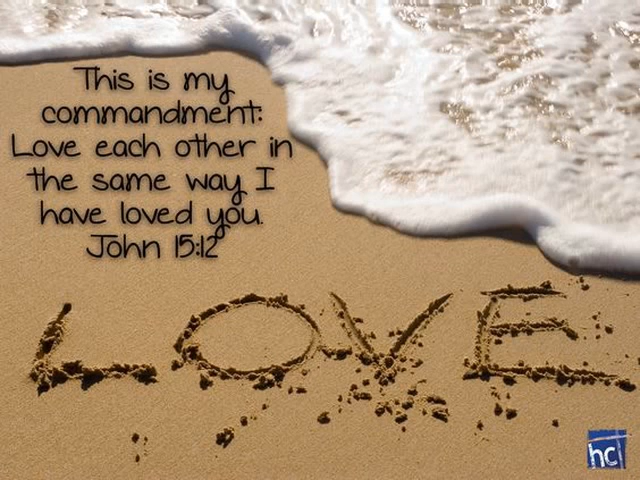 This is my
commandment:
Love each other in
the same way I
have loved you.
John 15:12
LOVE
hc